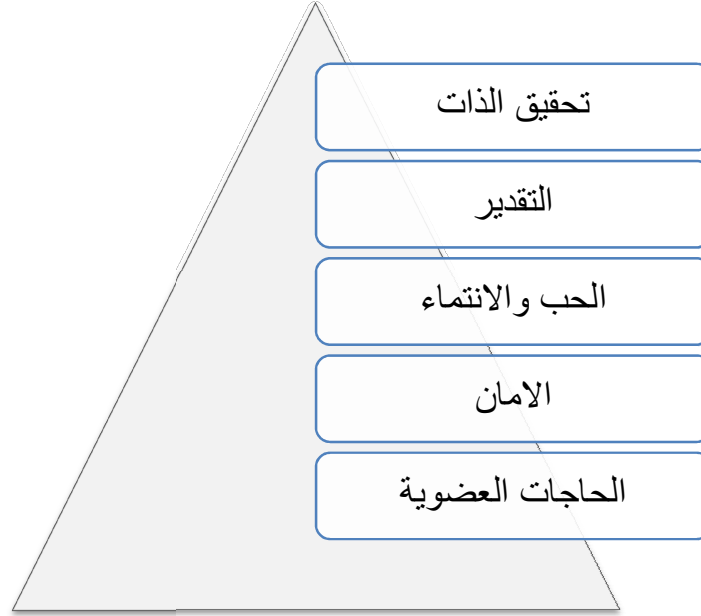 تحقيق الذات
التقدير
الحب والانتماء
الامان
الحاجات العضوية